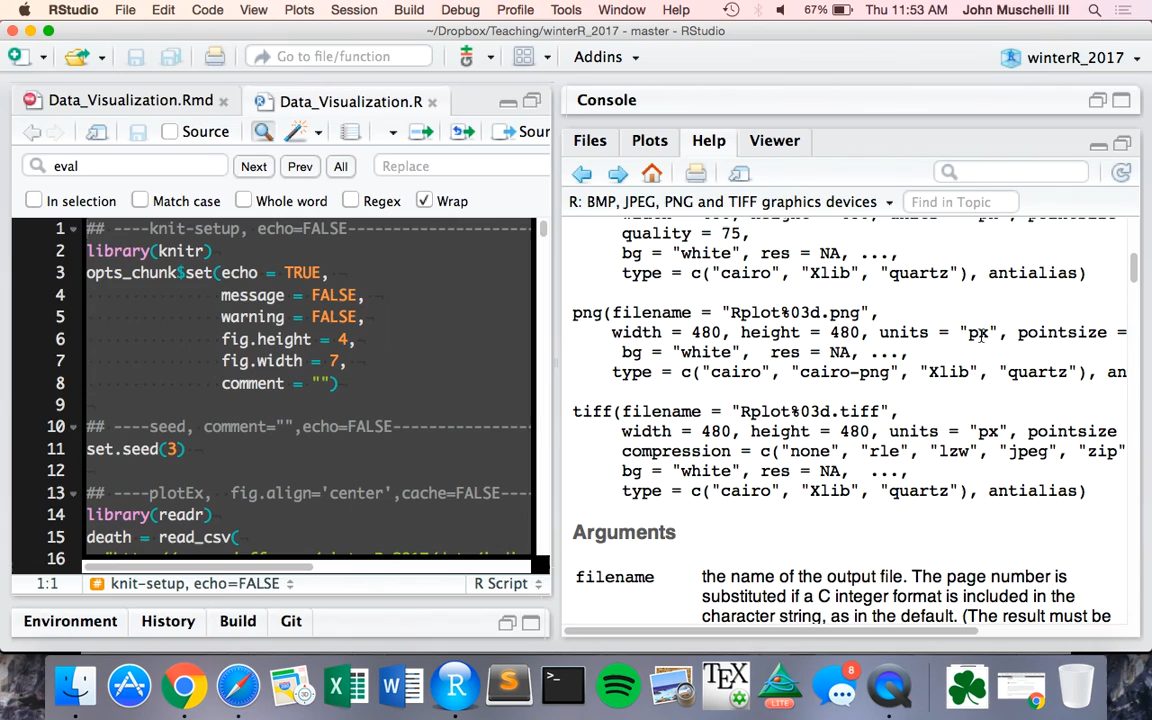 RStudio File Edit Code View Plots Session Build Debug Profile Tools Window Help 67% Thu 11:53 AM John Muschelli III
~/Dropbox/Teaching/winterR_2017 - master - RStudio
Go to file/function Addins winterR_2017
Data_Visualization.Rmd Data_Visualization.R
Source Sour
eval Next Prev All Replace
In selection Match case Whole word Regex Wrap
1 ## ----knit-setup, echo=FALSE-----------------------
2 library(knitr)
3 opts_chunk$set(echo = TRUE,
4 message = FALSE,
5 warning = FALSE,
6 fig.height = 4,
7 fig.width = 7,
8 comment = "")
9
10 ## ----seed, comment="",echo=FALSE----------------
11 set.seed(3)
12
13 ## ----plotEx, fig.align='center',cache=FALSE----
14 library(readr)
15 death = read_csv(
16
1:1 knit-setup, echo=FALSE R Script
Environment History Build Git
Console
Files Plots Help Viewer
R: BMP, JPEG, PNG and TIFF graphics devices Find in Topic
quality = 75,
bg = "white", res = NA, ...,
type = c("cairo", "Xlib", "quartz"), antialias)
png(filename = "Rplot%03d.png",
width = 480, height = 480, units = "px", pointsize =
bg = "white", res = NA, ...,
type = c("cairo", "cairo-png", "Xlib", "quartz"), an
tiff(filename = "Rplot%03d.tiff",
width = 480, height = 480, units = "px", pointsize
compression = c("none", "rle", "lzw", "jpeg", "zip"
bg = "white", res = NA, ...,
type = c("cairo", "Xlib", "quartz"), antialias)
Arguments
filename the name of the output file. The page number is
substituted if a C integer format is included in the
character string, as in the default. (The result must be
X W R S >_ TEX LITE 8